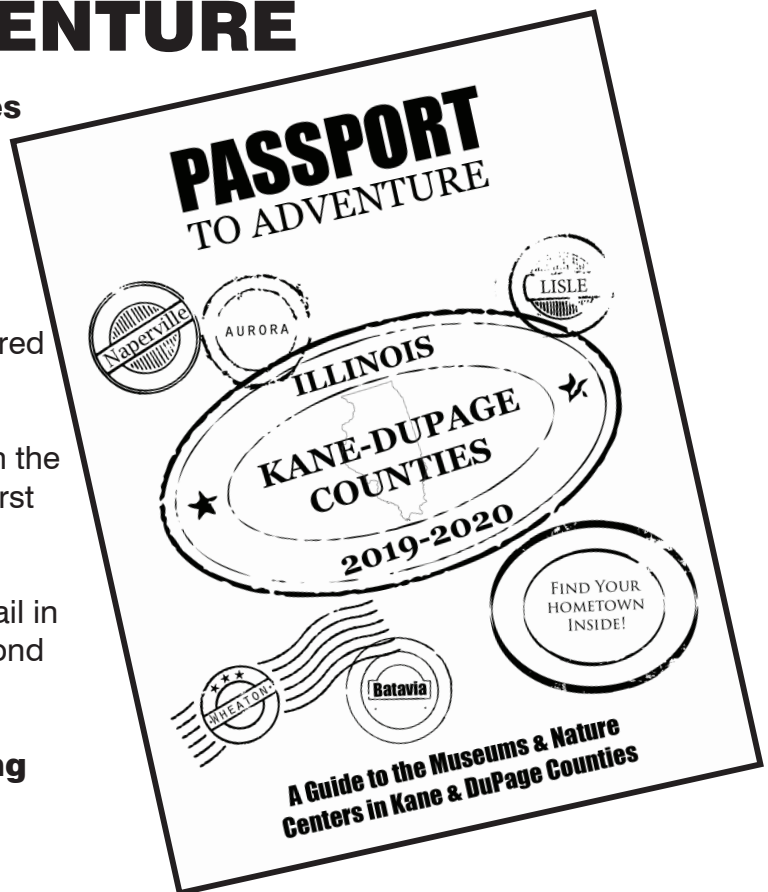 ENTURE
es
red
n the
rst
ail in
ond
ng
PASSPORT
TO ADVENTURE
Naperville
AURORA
LISLE
ILLINOIS
KANE-DUPAGE
COUNTIES
2019-2020
FIND YOUR
HOMETOWN
INSIDE!
WHEATON
Batavia
A Guide to the Museums & Nature
Centers in Kane & DuPage Counties